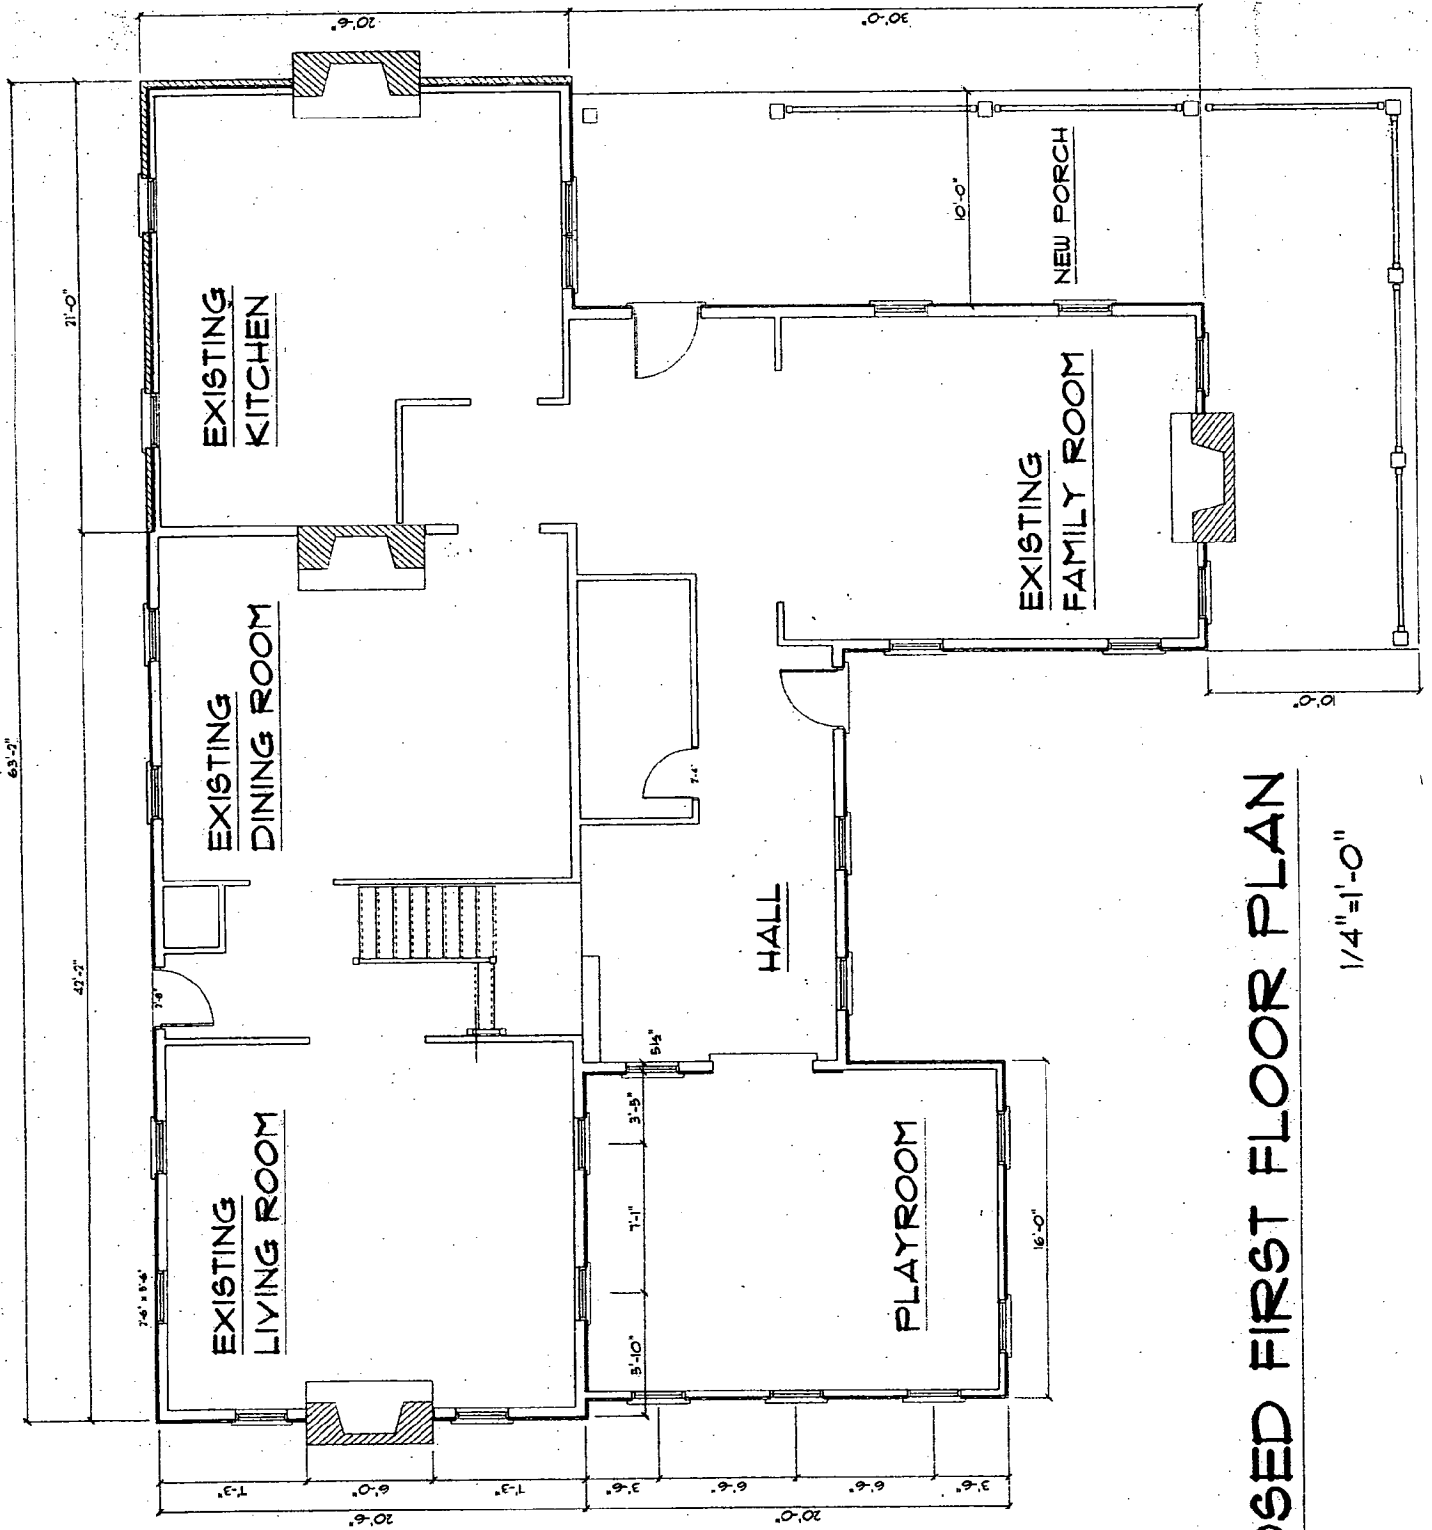 63'-2"
42'-2"
21'-0"
20'-6"
30'-0"
EXISTING
LIVING ROOM
EXISTING
DINING ROOM
EXISTING
KITCHEN
2'-8"
7'-3"
6'-0"
7'-3"
20'-6"
3'-6"
6'-6"
6'-6"
3'-6"
20'-0"
3'-10"
7'-1"
3'-5"
5½"
HALL
PLAYROOM
16'-0"
EXISTING
FAMILY ROOM
NEW PORCH
10'-0"
10'-0"
FIRST FLOOR PLAN
1/4"=1'-0"